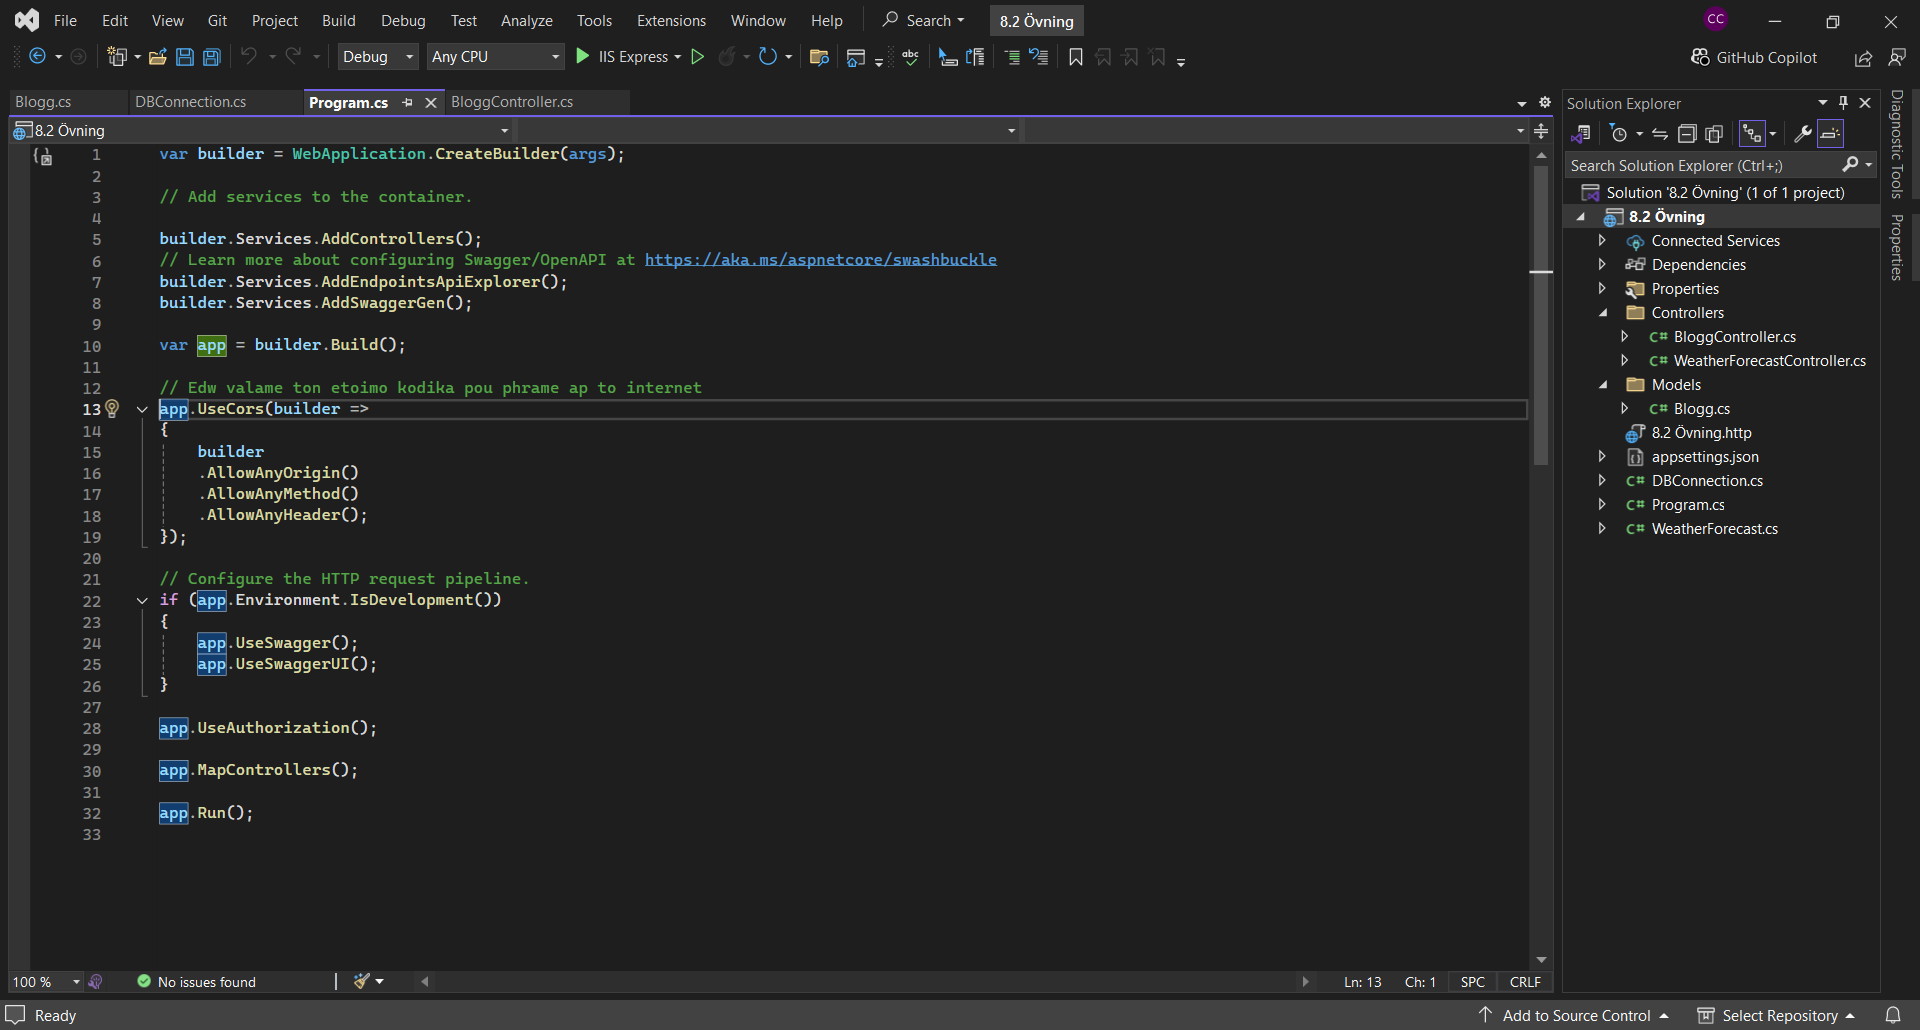 File Edit View Git Project Build Debug Test Analyze Tools Extensions Window Help Search 8.2 Övning CC
Debug Any CPU IIS Express abc GitHub Copilot
Blogg.cs DBConnection.cs Program.cs BloggController.cs
8.2 Övning
1 var builder = WebApplication.CreateBuilder(args);
2
3 // Add services to the container.
4
5 builder.Services.AddControllers();
6 // Learn more about configuring Swagger/OpenAPI at https://aka.ms/aspnetcore/swashbuckle
7 builder.Services.AddEndpointsApiExplorer();
8 builder.Services.AddSwaggerGen();
9
10 var app = builder.Build();
11
12 // Edw valame ton etoimo kodika pou phrame ap to internet
13 app.UseCors(builder =>
14 {
15 builder
16 .AllowAnyOrigin()
17 .AllowAnyMethod()
18 .AllowAnyHeader();
19 });
20
21 // Configure the HTTP request pipeline.
22 if (app.Environment.IsDevelopment())
23 {
24 app.UseSwagger();
25 app.UseSwaggerUI();
26 }
27
28 app.UseAuthorization();
29
30 app.MapControllers();
31
32 app.Run();
33
100 % No issues found Ln: 13 Ch: 1 SPC CRLF
Solution Explorer
Search Solution Explorer (Ctrl+;)
Solution '8.2 Övning' (1 of 1 project)
8.2 Övning
Connected Services
Dependencies
Properties
Controllers
C# BloggController.cs
C# WeatherForecastController.cs
Models
C# Blogg.cs
8.2 Övning.http
appsettings.json
C# DBConnection.cs
C# Program.cs
C# WeatherForecast.cs
Diagnostic Tools
Properties
Ready Add to Source Control Select Repository